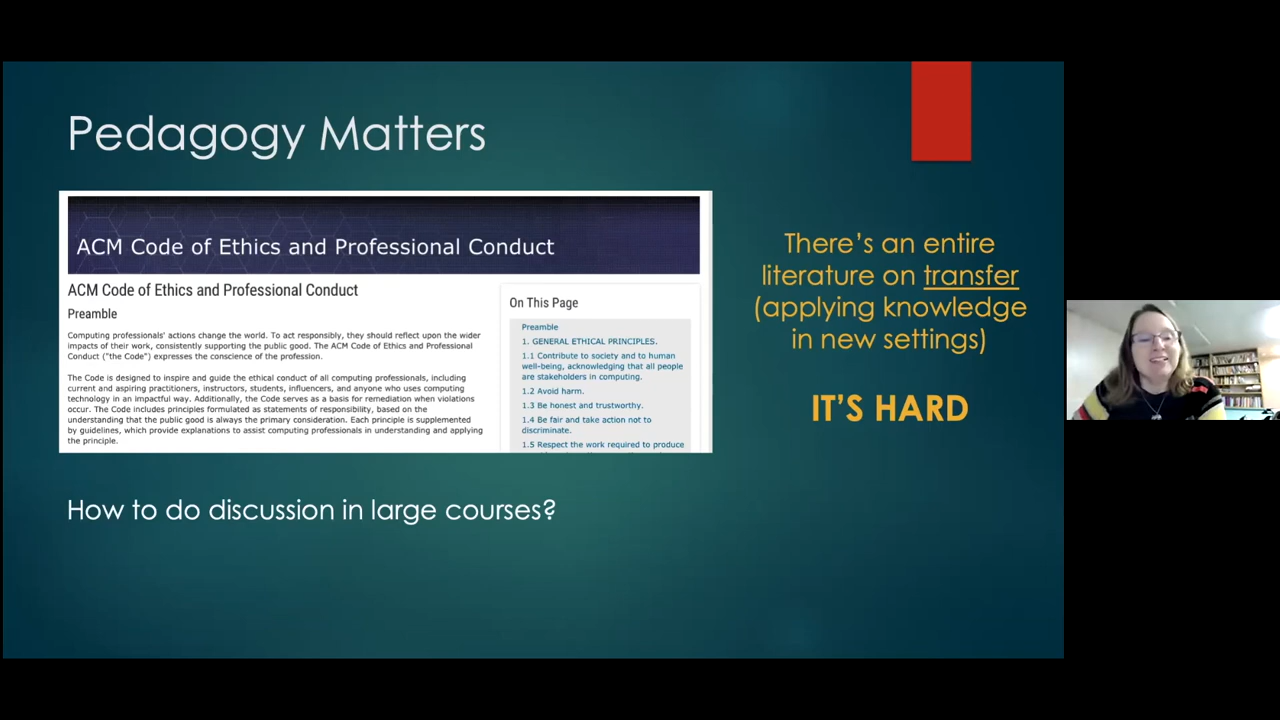 Pedagogy Matters
ACM Code of Ethics and Professional Conduct
ACM Code of Ethics and Professional Conduct
Preamble
Computing professionals' actions change the world. To act responsibly, they should reflect upon the wider
impacts of their work, consistently supporting the public good. The ACM Code of Ethics and Professional
Conduct ("the Code") expresses the conscience of the profession.
The Code is designed to inspire and guide the ethical conduct of all computing professionals, including
current and aspiring practitioners, instructors, students, influencers, and anyone who uses computing
technology in an impactful way. Additionally, the Code serves as a basis for remediation when violations
occur. The Code includes principles formulated as statements of responsibility, based on the
understanding that the public good is always the primary consideration. Each principle is supplemented
by guidelines, which provide explanations to assist computing professionals in understanding and applying
the principle.
On This Page
Preamble
1. GENERAL ETHICAL PRINCIPLES.
1.1 Contribute to society and to human
well-being, acknowledging that all people
are stakeholders in computing.
1.2 Avoid harm.
1.3 Be honest and trustworthy.
1.4 Be fair and take action not to
discriminate.
1.5 Respect the work required to produce
There's an entire
literature on transfer
(applying knowledge
in new settings)
IT'S HARD
How to do discussion in large courses?